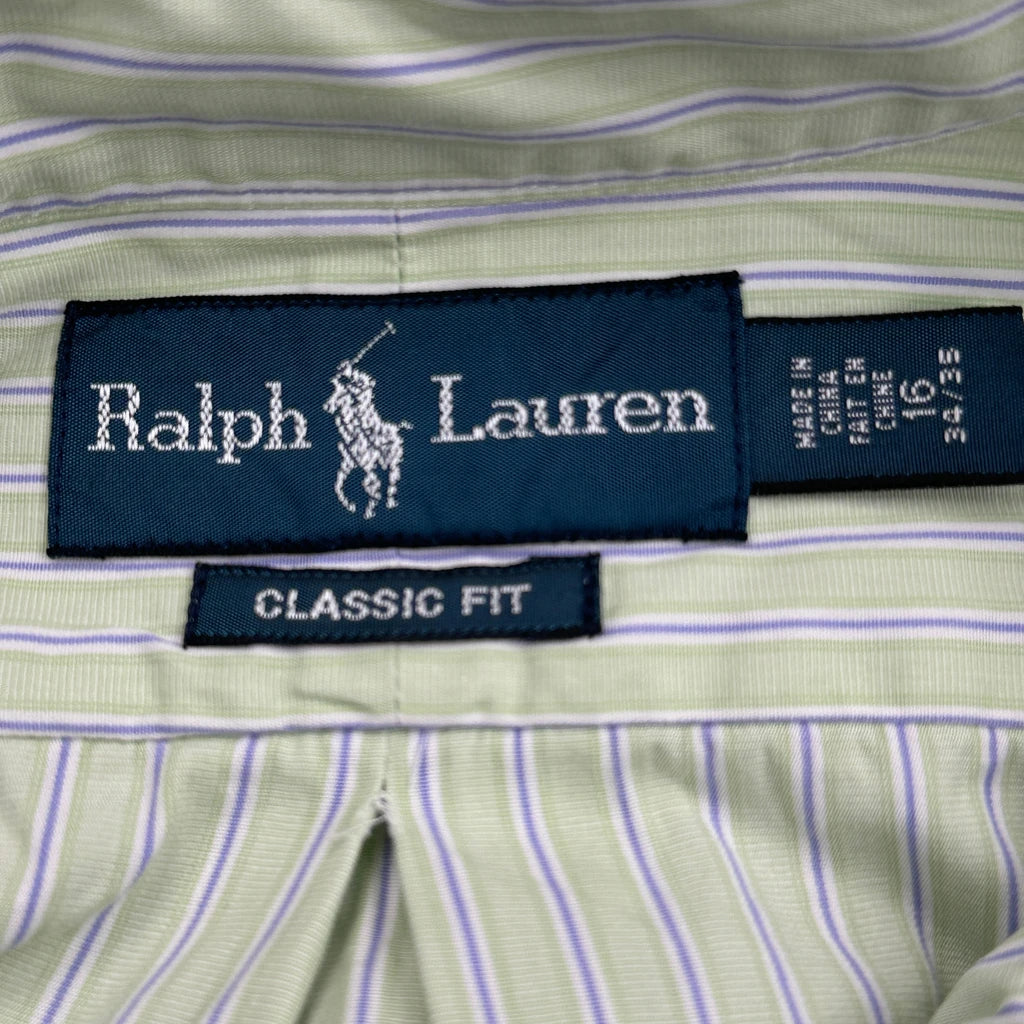 Ralph Lauren
MADE IN
CHINA
FAIT EN
CHINE
16
34/35
CLASSIC FIT